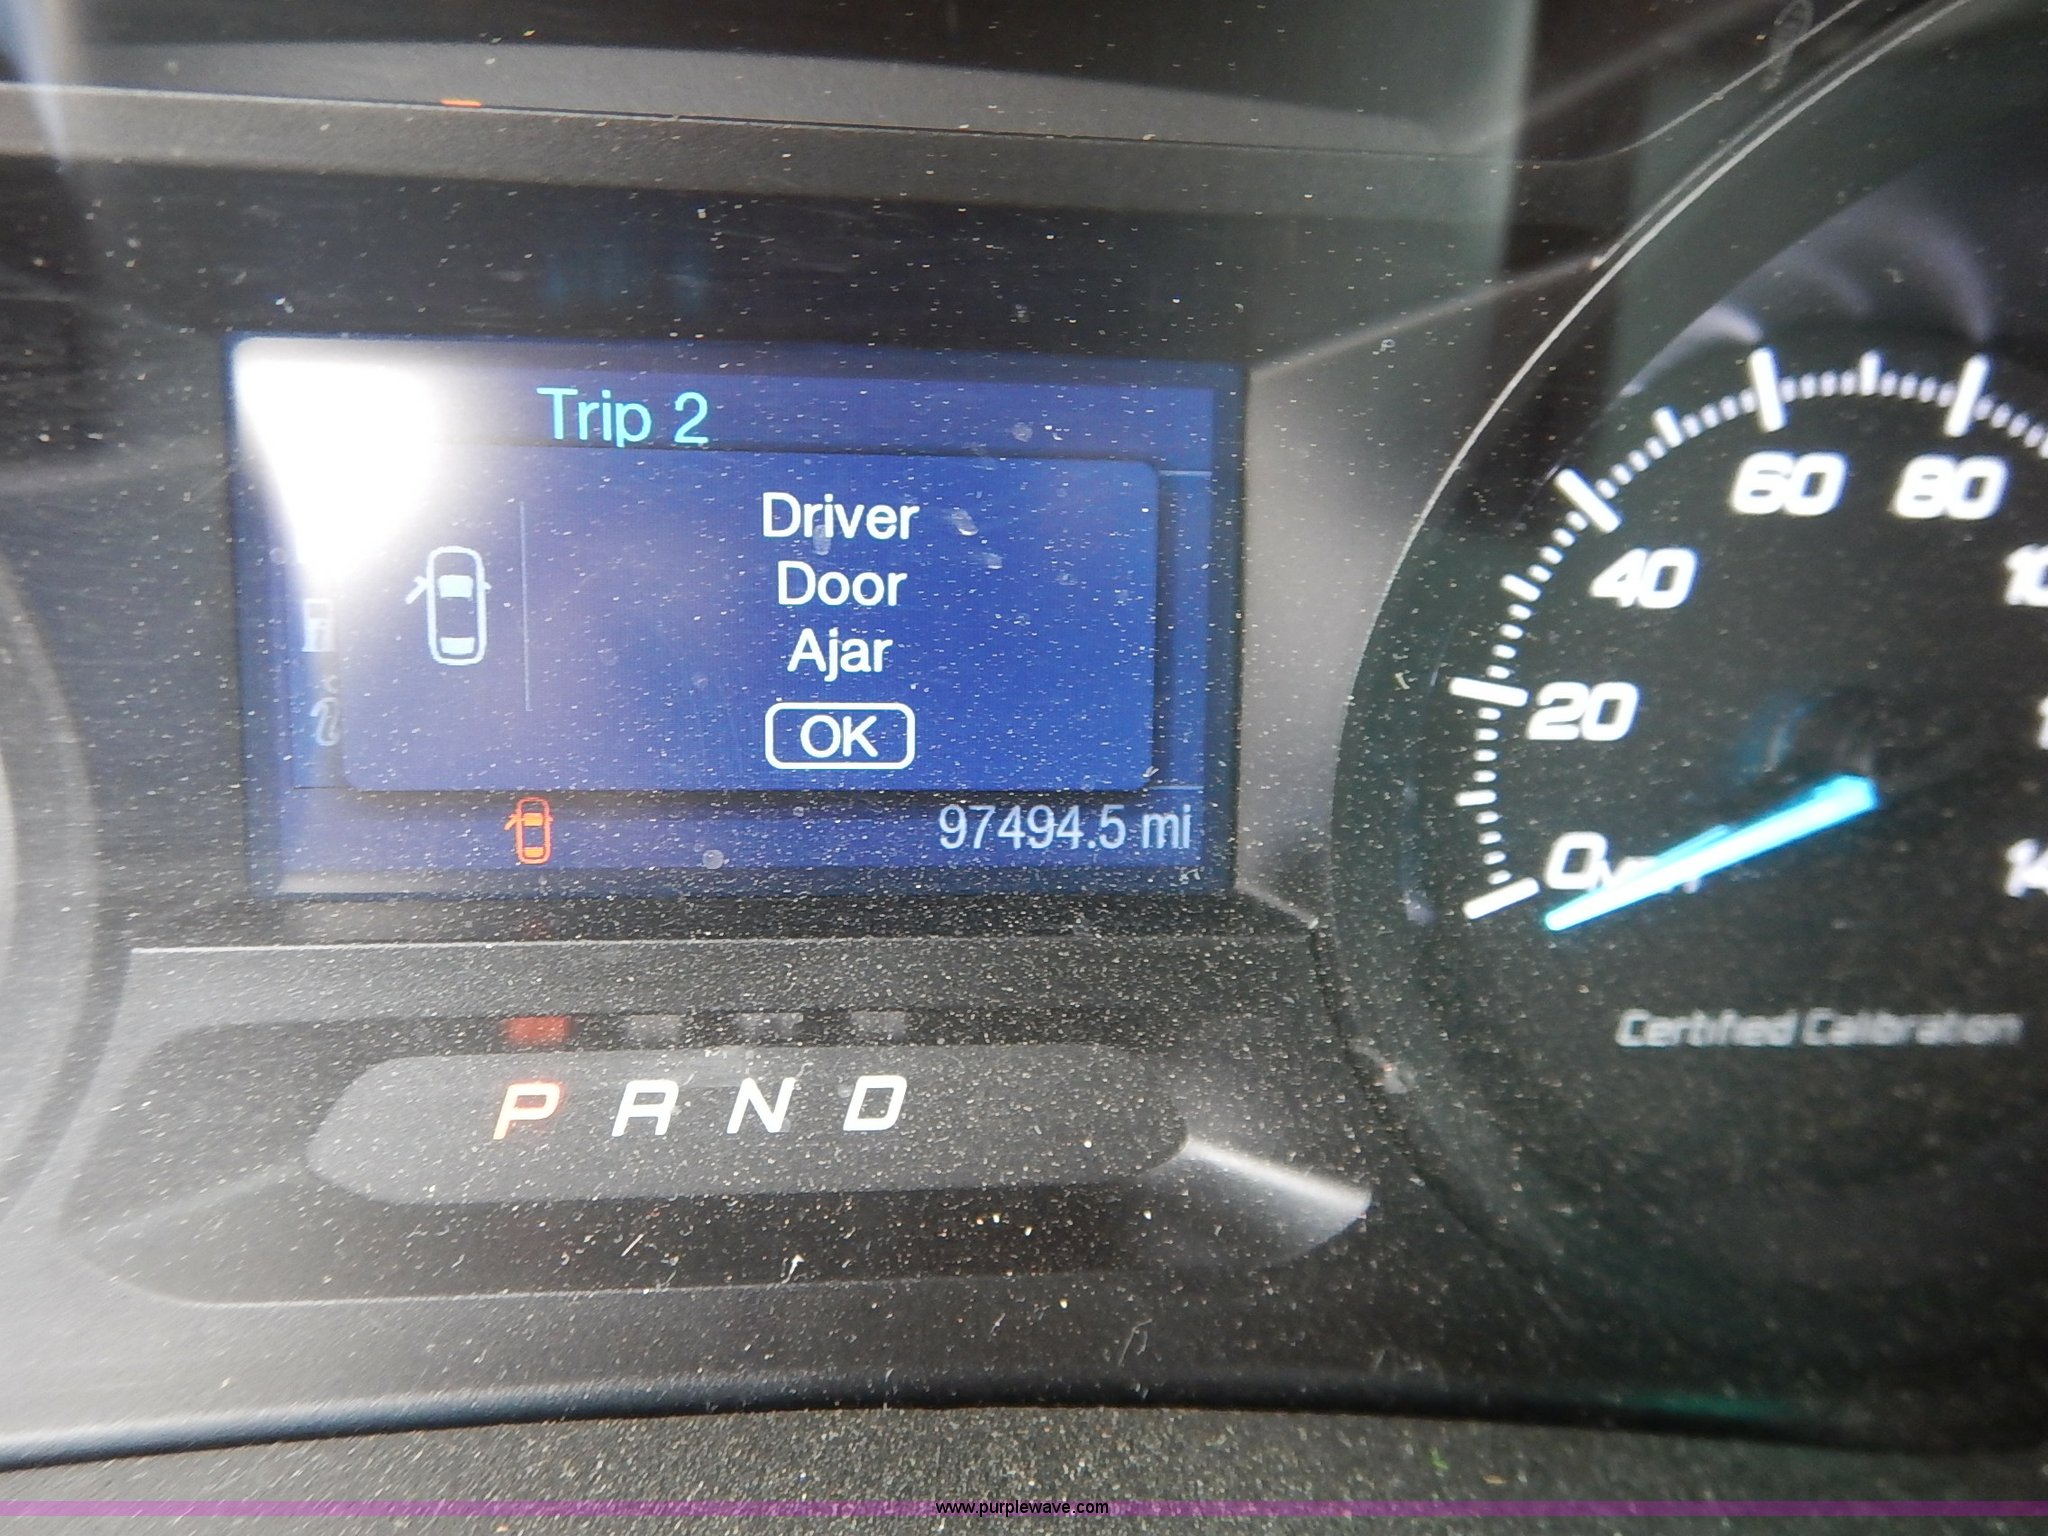 Trip 2
Driver
Door
Ajar
OK
97494.5 mi
60 80
40
20
0
Certified Calibration
P R N D
www.purplewave.com